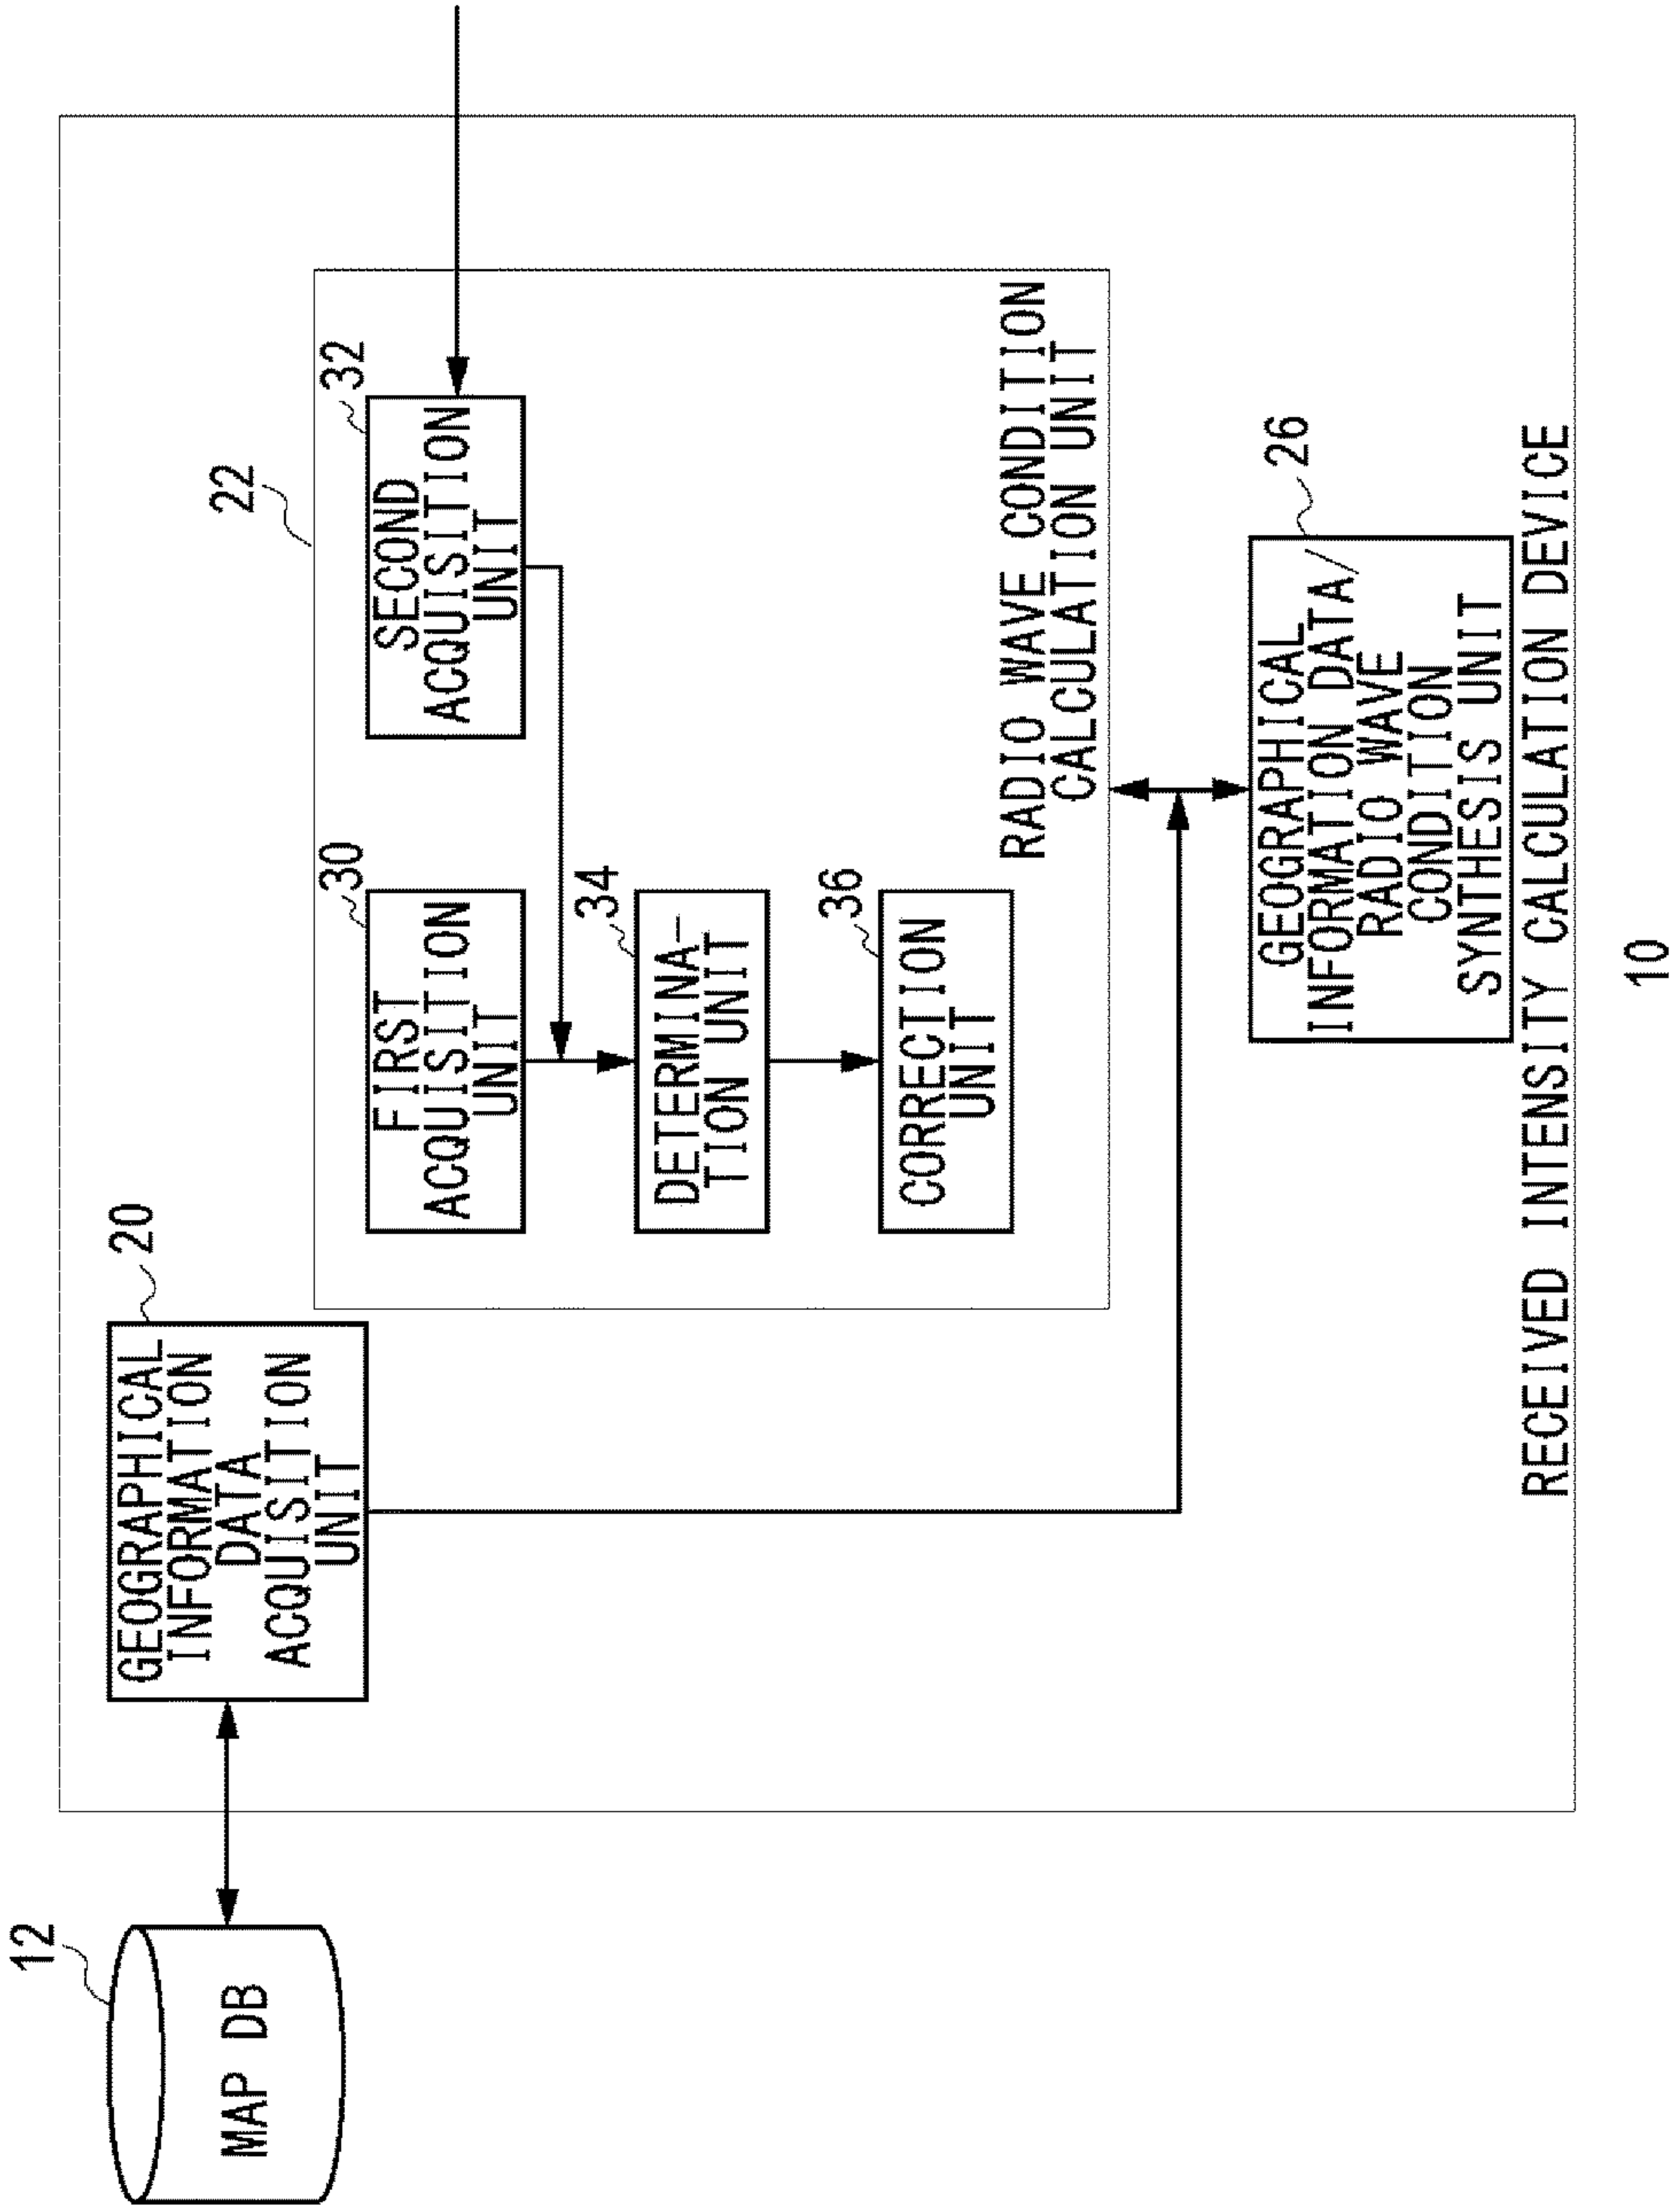 12
MAP DB
20
GEOGRAPHICAL
INFORMATION
DATA
ACQUISITION
UNIT
22
30
FIRST
ACQUISITION
UNIT
32
SECOND
ACQUISITION
UNIT
34
DETERMINA-
TION UNIT
36
CORRECTION
UNIT
RADIO WAVE CONDITION
CALCULATION UNIT
26
GEOGRAPHICAL
INFORMATION DATA/
RADIO WAVE
CONDITION
SYNTHESIS UNIT
RECEIVED INTENSITY CALCULATION DEVICE
10